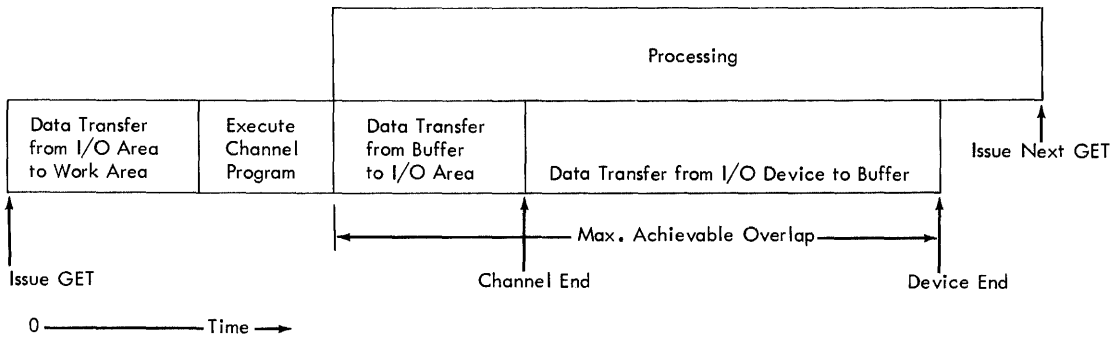 Processing
Data Transfer
from I/O Area
to Work Area
Execute
Channel
Program
Data Transfer
from Buffer
to I/O Area
Data Transfer from I/O Device to Buffer
Issue Next GET
Max. Achievable Overlap
Issue GET
Channel End
Device End
0
Time